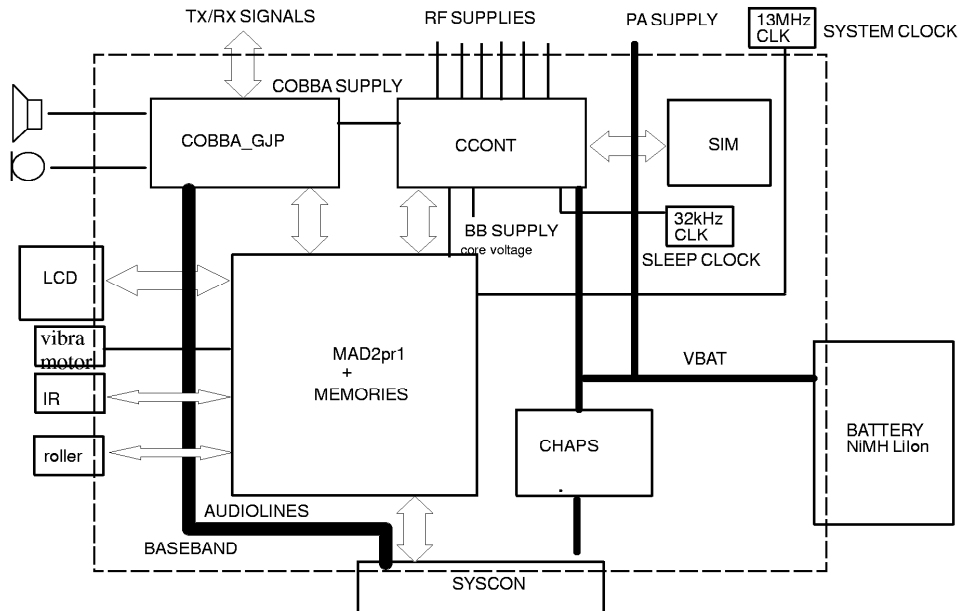 TX/RX SIGNALS
RF SUPPLIES
PA SUPPLY
13MHz
CLK
SYSTEM CLOCK
COBBA SUPPLY
COBBA_GJP
CCONT
SIM
BB SUPPLY
core voltage
32kHz
CLK
SLEEP CLOCK
LCD
vibra
motor
IR
roller
MAD2pr1
+
MEMORIES
VBAT
CHAPS
BATTERY
NiMH LiIon
AUDIOLINES
BASEBAND
SYSCON